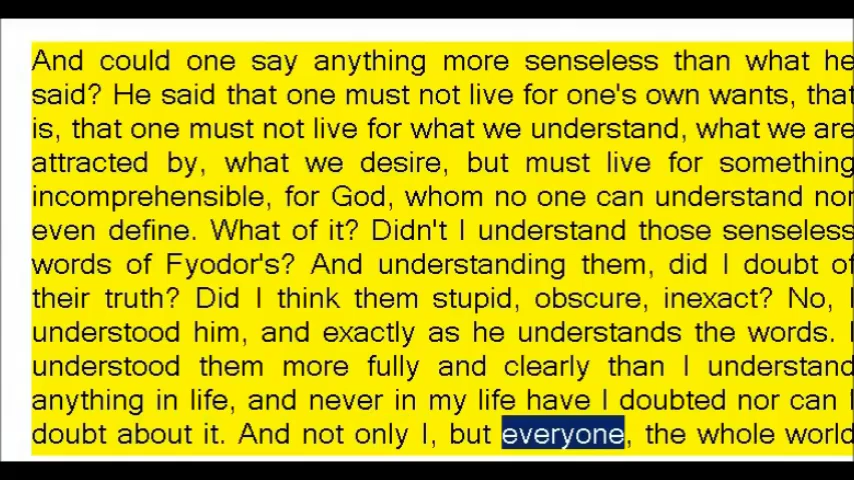 And could one say anything more senseless than what he
said? He said that one must not live for one's own wants, that
is, that one must not live for what we understand, what we are
attracted by, what we desire, but must live for something
incomprehensible, for God, whom no one can understand nor
even define. What of it? Didn't I understand those senseless
words of Fyodor's? And understanding them, did I doubt of
their truth? Did I think them stupid, obscure, inexact? No, I
understood him, and exactly as he understands the words. I
understood them more fully and clearly than I understand
anything in life, and never in my life have I doubted nor can I
doubt about it. And not only I, but everyone, the whole world